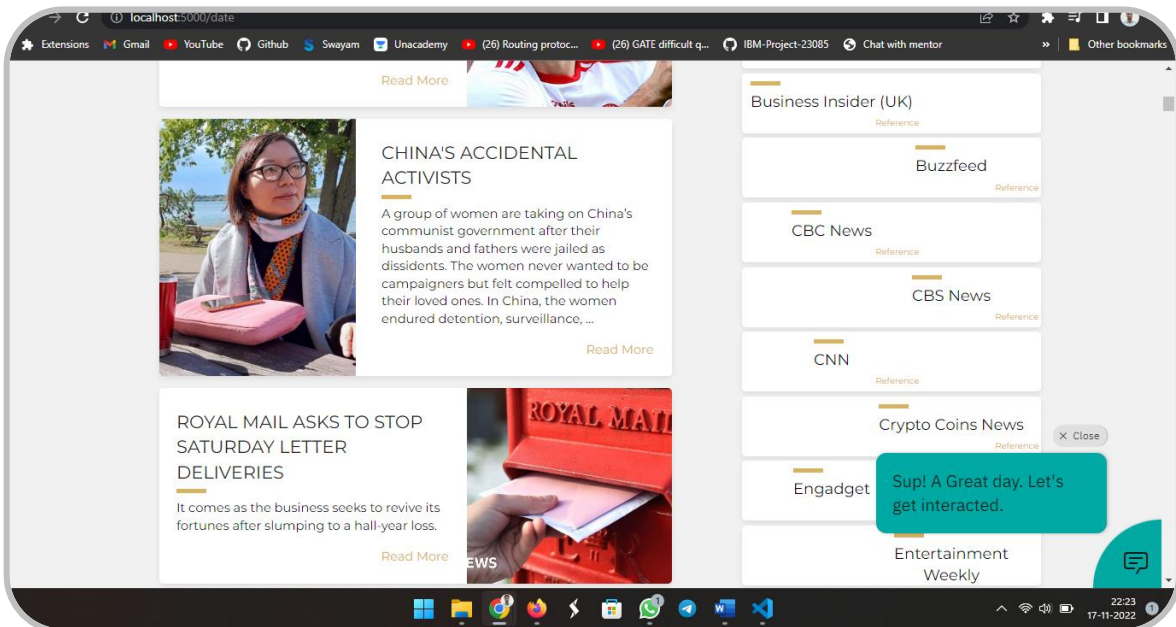 localhost:5000/date
Extensions Gmail YouTube Github Swayam Unacademy (26) Routing protoc... (26) GATE difficult q... IBM-Project-23085 Chat with mentor » Other bookmarks
Read More
CHINA'S ACCIDENTAL
ACTIVISTS
A group of women are taking on China's
communist government after their
husbands and fathers were jailed as
dissidents. The women never wanted to be
campaigners but felt compelled to help
their loved ones. In China, the women
endured detention, surveillance, ...
Read More
ROYAL MAIL ASKS TO STOP
SATURDAY LETTER
DELIVERIES
It comes as the business seeks to revive its
fortunes after slumping to a half-year loss.
Read More
ROYAL MAIL
EWS
Business Insider (UK)
Reference
Buzzfeed
Reference
CBC News
Reference
CBS News
Reference
CNN
Reference
Crypto Coins News
Reference
Engadget
Entertainment
Weekly
× Close
Sup! A Great day. Let's
get interacted.
22:23
17-11-2022
1